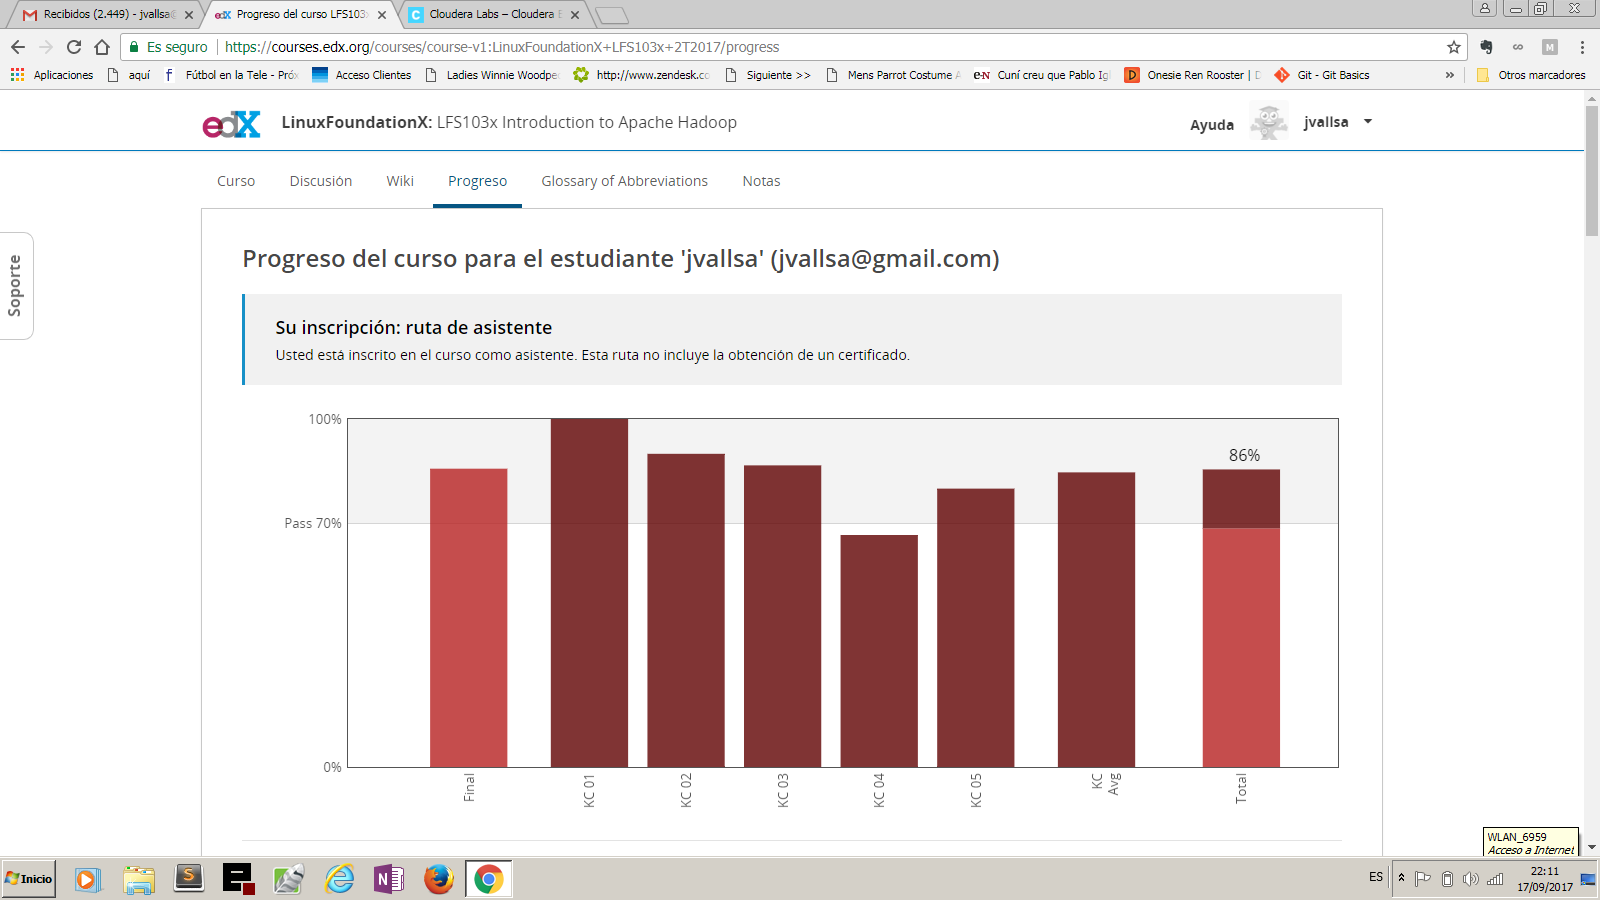 Recibidos (2.449) - jvallsa@
Progreso del curso LFS103x
Cloudera Labs – Cloudera E
Es seguro
https://courses.edx.org/courses/course-v1:LinuxFoundationX+LFS103x+2T2017/progress
Aplicaciones
aquí
Fútbol en la Tele - Próx
Acceso Clientes
Ladies Winnie Woodpec
http://www.zendesk.co
Siguiente >>
Mens Parrot Costume A
Cuní creu que Pablo Igl
Onesie Ren Rooster | D
Git - Git Basics
»
Otros marcadores
edX
LinuxFoundationX: LFS103x Introduction to Apache Hadoop
Ayuda
jvallsa
Curso
Discusión
Wiki
Progreso
Glossary of Abbreviations
Notas
Soporte
Progreso del curso para el estudiante 'jvallsa' (jvallsa@gmail.com)
Su inscripción: ruta de asistente
Usted está inscrito en el curso como asistente. Esta ruta no incluye la obtención de un certificado.
100%
86%
Pass 70%
0%
Final
KC 01
KC 02
KC 03
KC 04
KC 05
KC
Avg
Total
WLAN_6959
Acceso a Internet
Inicio
ES
22:11
17/09/2017